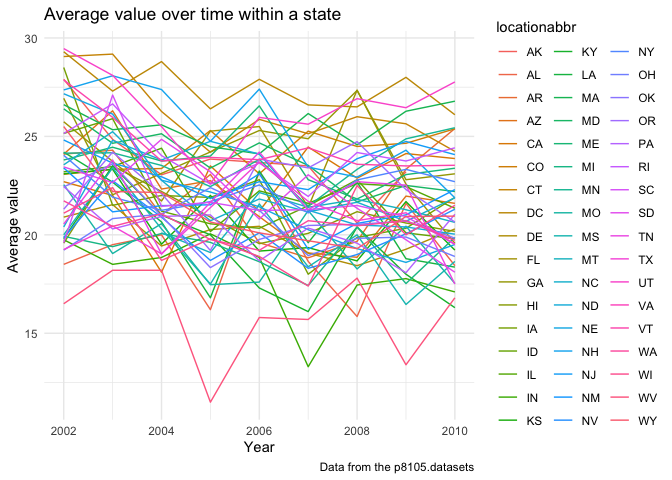 Average value over time within a state
Average value
30
25
20
15
2002
2004
2006
2008
2010
Year
Data from the p8105.datasets
locationabbr
AK
AL
AR
AZ
CA
CO
CT
DC
DE
FL
GA
HI
IA
ID
IL
IN
KS
KY
LA
MA
MD
ME
MI
MN
MO
MS
MT
NC
ND
NE
NH
NJ
NM
NV
NY
OH
OK
OR
PA
RI
SC
SD
TN
TX
UT
VA
VT
WA
WI
WV
WY